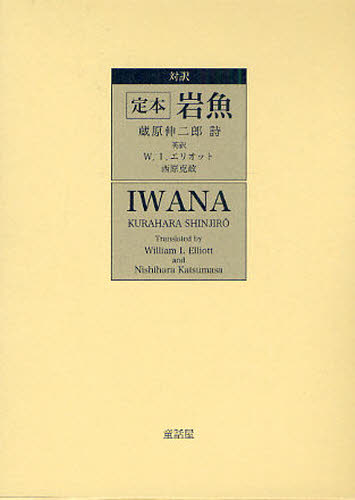 対訳
定本 岩魚
蔵原伸二郎 詩
英訳
W. I. エリオット
西原克政
IWANA
KURAHARA SHINJIRŌ
Translated by
William I. Elliott
and
Nishihara Katsumasa
童話屋